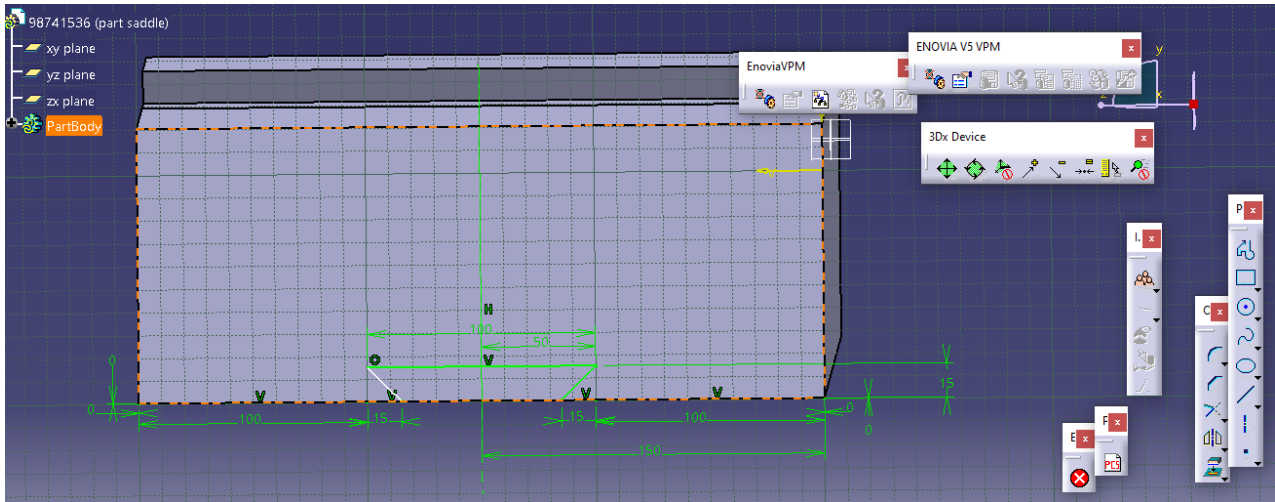 98741536 (part saddle)
xy plane
yz plane
zx plane
PartBody
ENOVIA V5 VPM
x
EnoviaVPM
x
y
z
x
3Dx Device
x
P x
I. x
C x
H
100
50
V
V
V
V
V
V
0
0
100
15
15
100
0
0
15
150
E x
F x
PCS